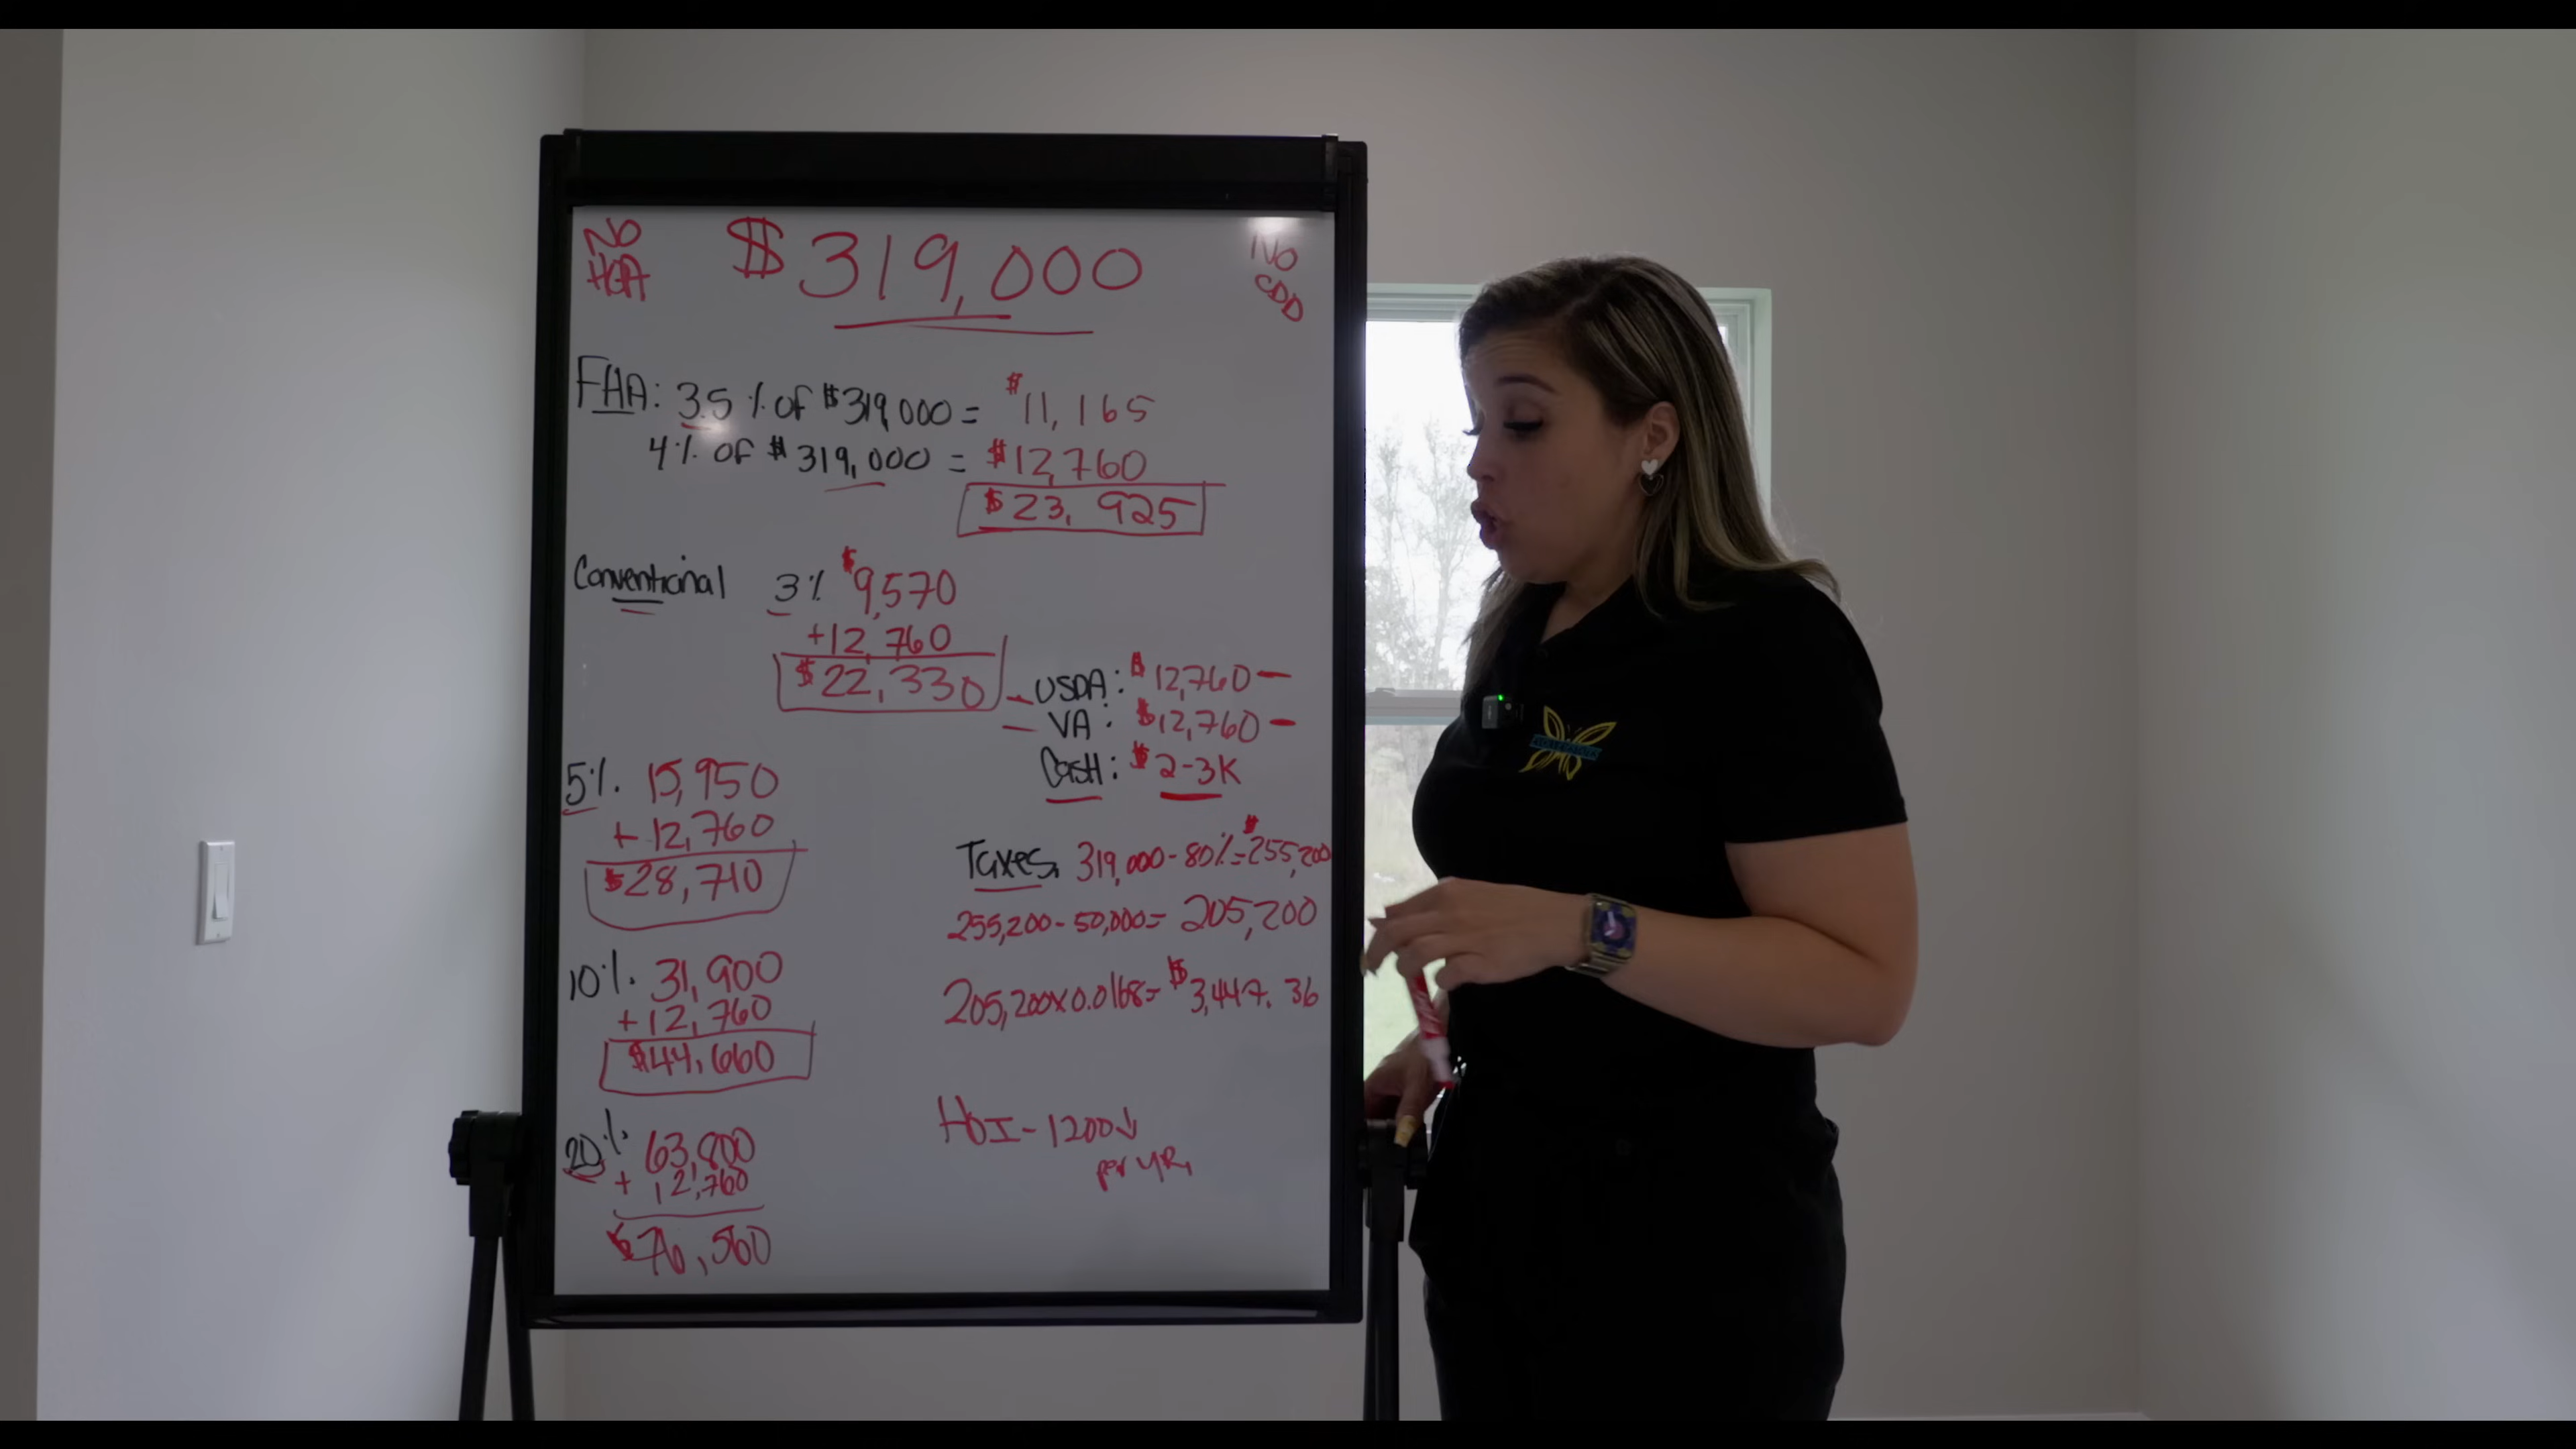 NO
HOA
$319,000
NO
CDD
FHA: 3.5% of $319,000 = $11,165
4% of $319,000 = $12,760
$23,925
Conventional 3% $9,570
+12,760
$22,330
5%. 15,950
+ 12,760
$28,710
10%. 31,900
+12,760
$44,660
20% 63,800
+ 12,760
$76,560
- USDA: $12,760 -
- VA: $12,760 -
Cash: $2-3K
Taxes. 319,000 - 80% = $255,200
255,200 - 50,000 = 205,200
205,200 x 0.0168 = $3,447.36
HOI - 1200↓
per yR.